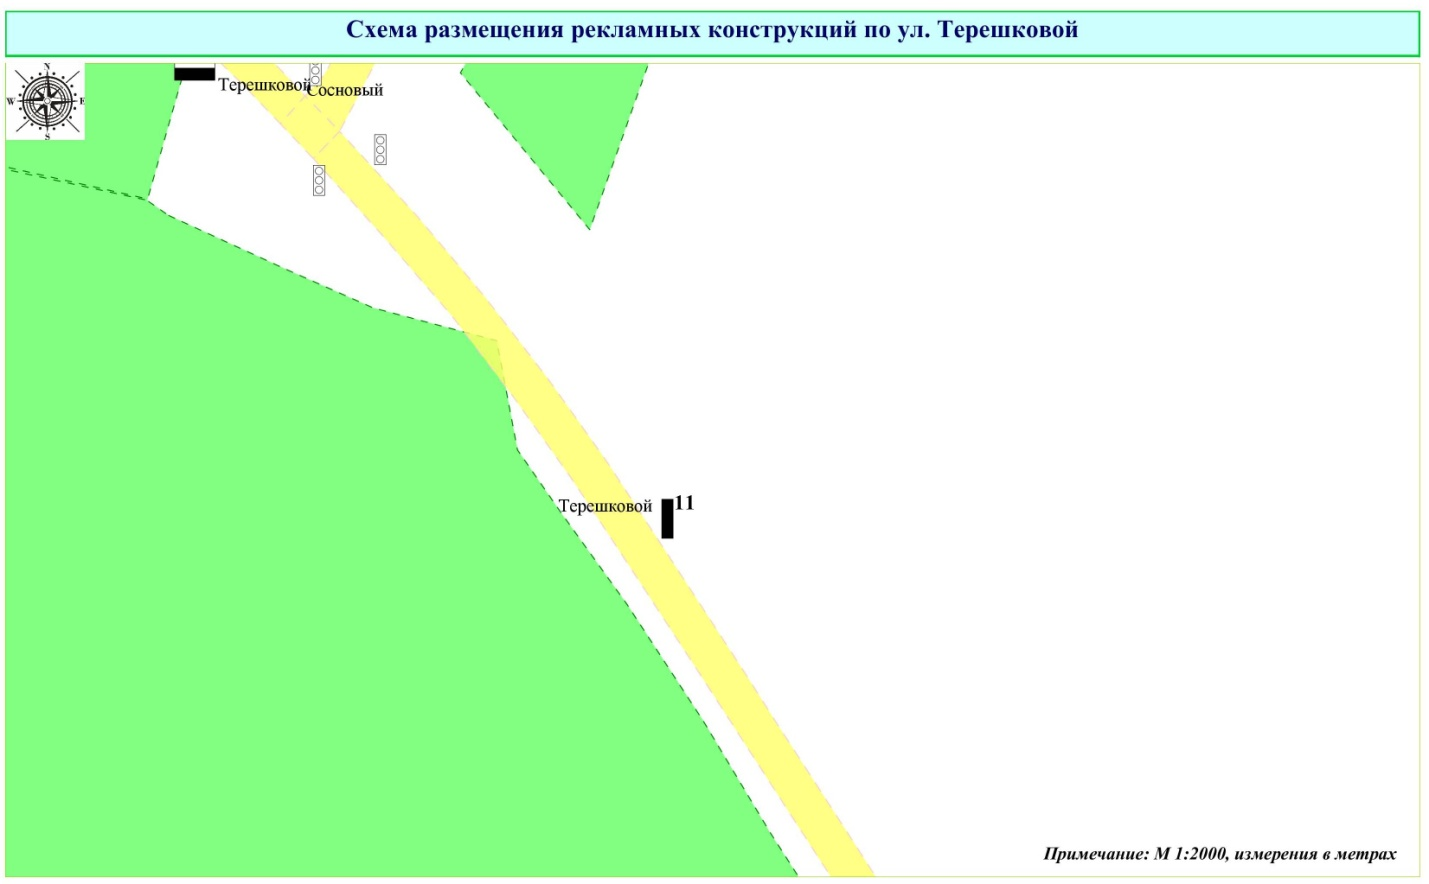 Схема размещения рекламных конструкций по ул. Терешковой
N
W E
S
Терешковой
Сосновый
Терешковой
11
Примечание: М 1:2000, измерения в метрах